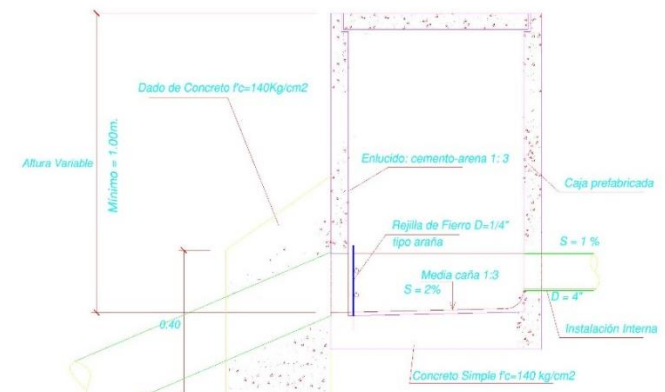 Dado de Concreto f'c=140Kg/cm2
Altura Variable
Mínimo = 1.00m.
Enlucido: cemento-arena 1: 3
Caja prefabricada
Rejilla de Fierro D=1/4"
tipo araña
S = 1 %
Media caña 1:3
S = 2%
D = 4"
0.40
Instalación Interna
Concreto Simple f'c=140 kg/cm2